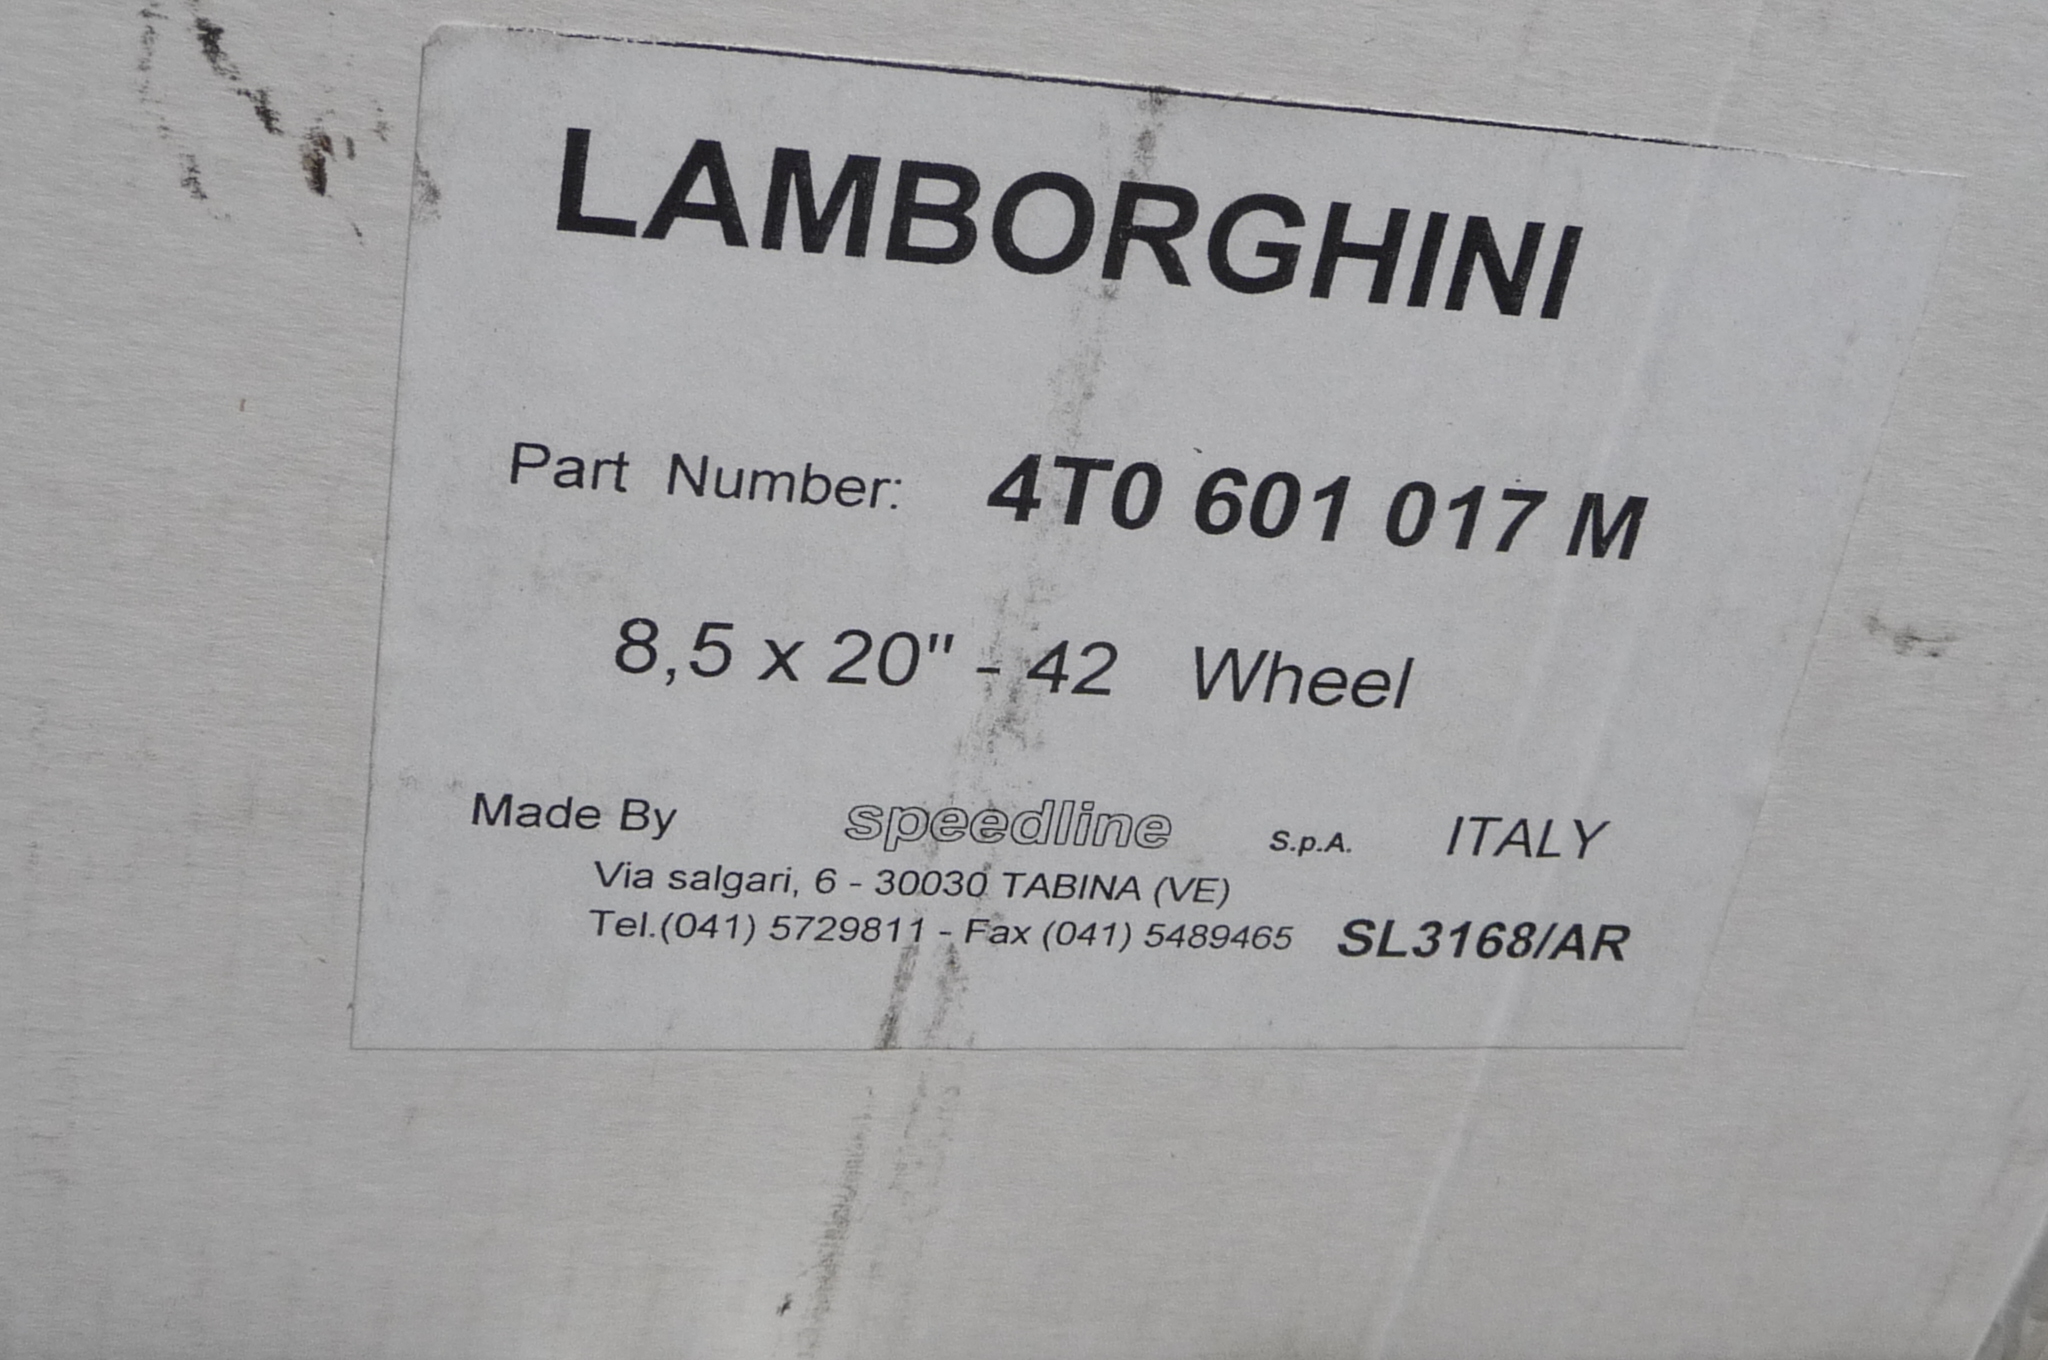 LAMBORGHINI
Part Number: 4T0 601 017 M
8,5 x 20" - 42 Wheel
Made By speedline S.p.A. ITALY
Via salgari, 6 - 30030 TABINA (VE)
Tel.(041) 5729811 - Fax (041) 5489465 SL3168/AR